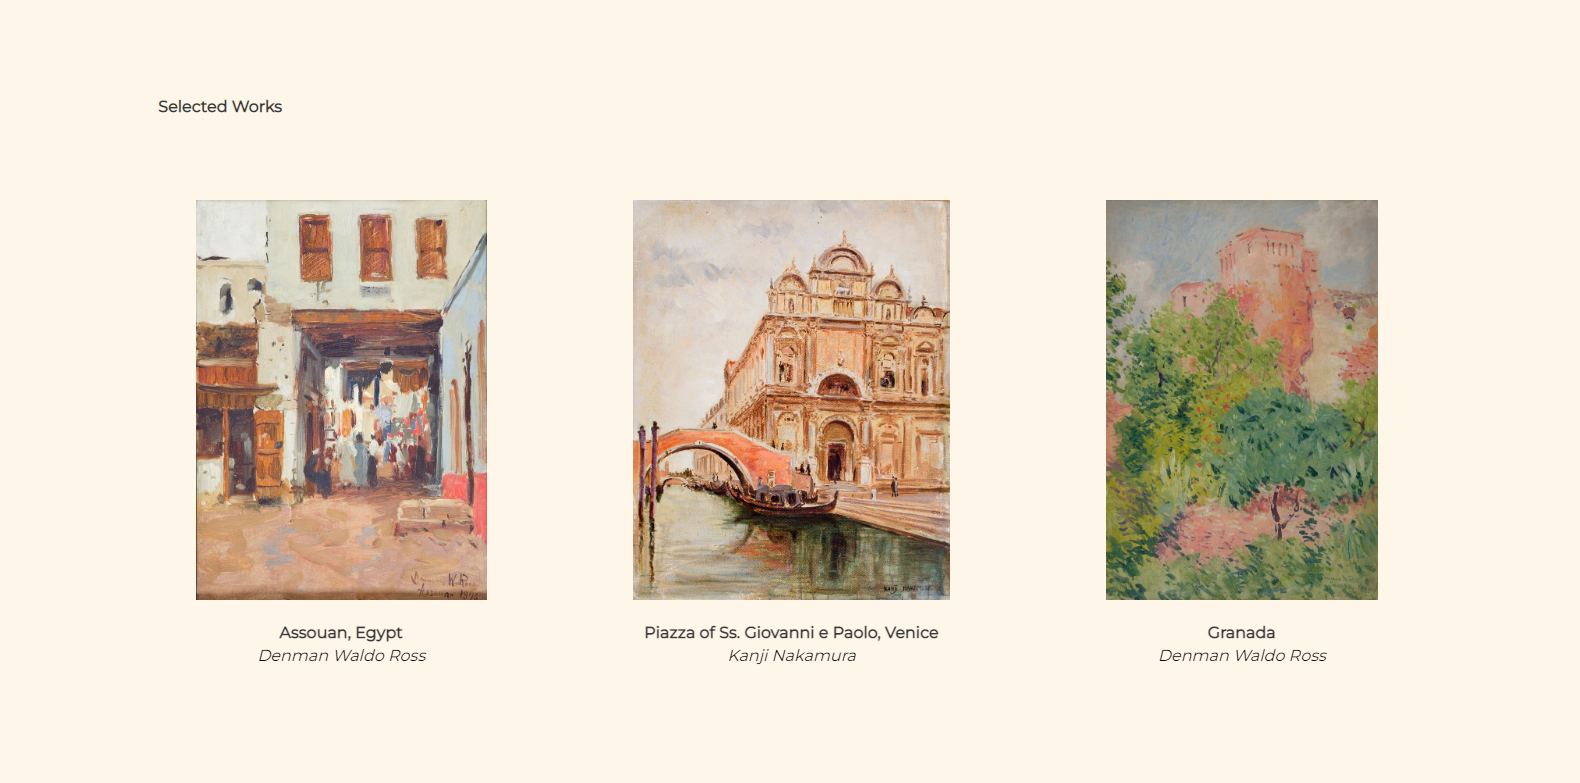 Selected Works
Assouan, Egypt
Denman Waldo Ross
Piazza of Ss. Giovanni e Paolo, Venice
Kanji Nakamura
Granada
Denman Waldo Ross